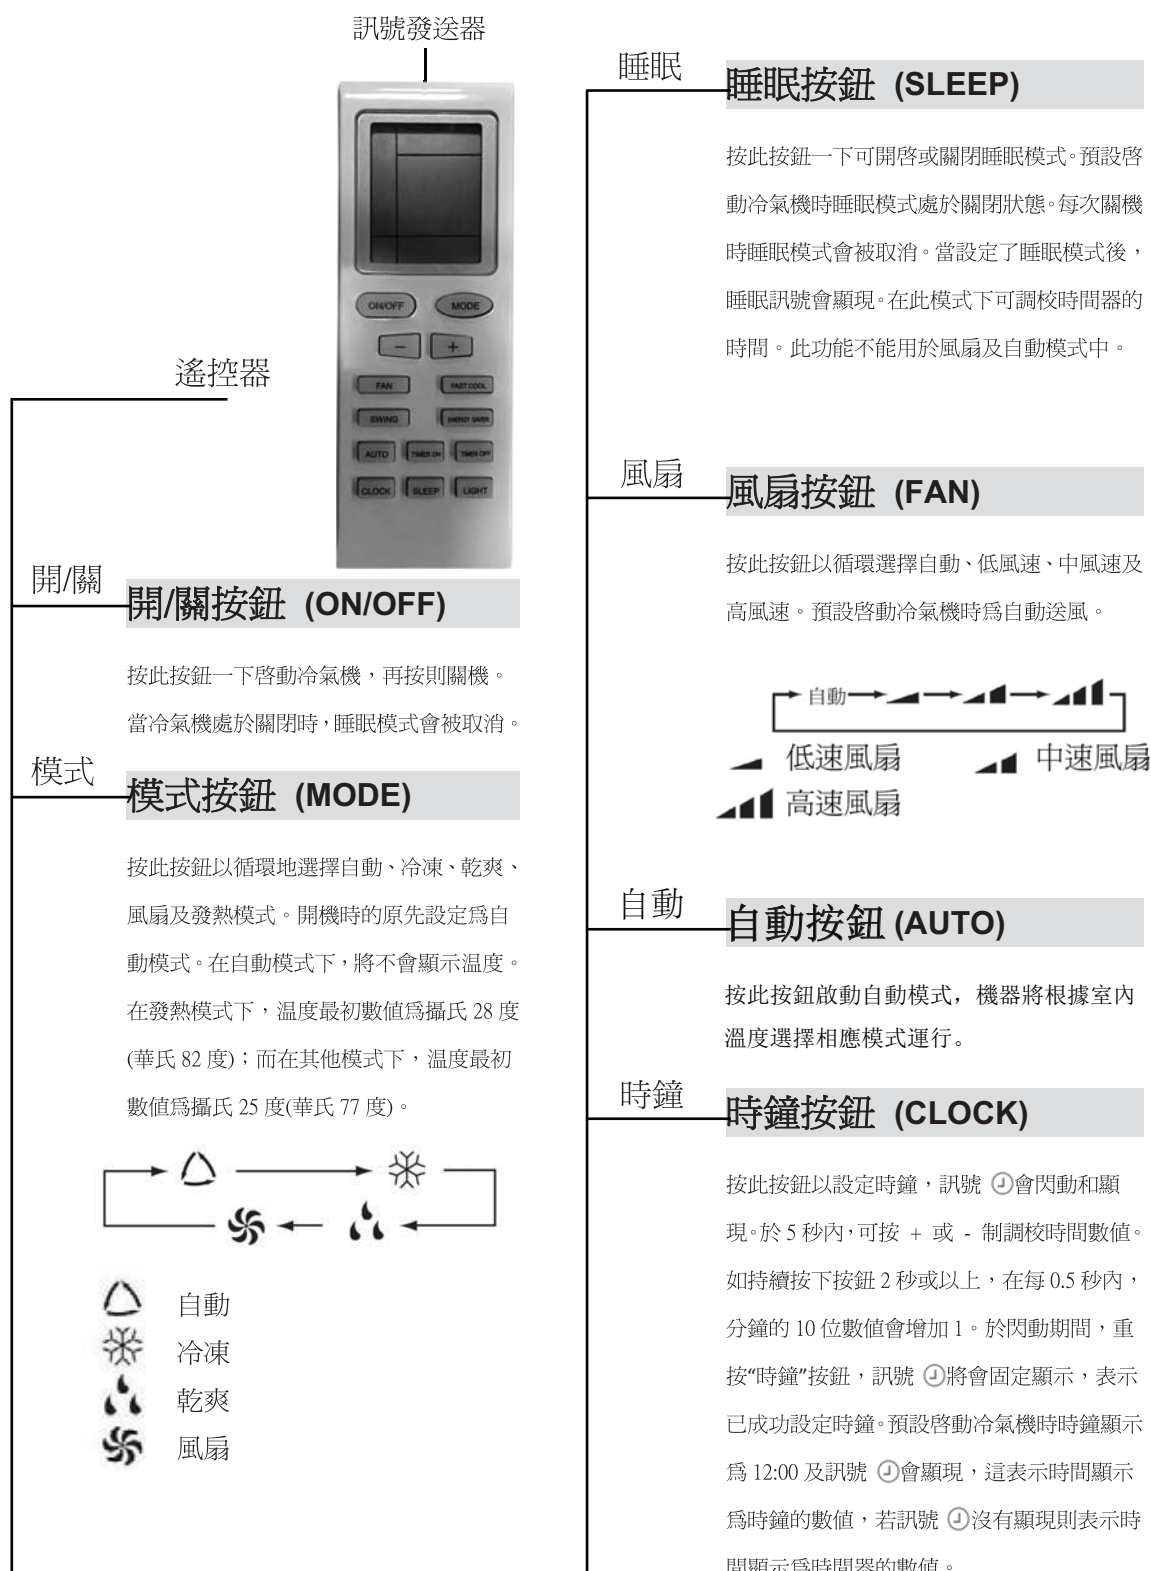 訊號發送器
ON/OFF
MODE
−
+
FAN
FAST COOL
SWING
ENERGY SAVER
AUTO
TIMER ON
TIMER OFF
CLOCK
SLEEP
LIGHT
遙控器
開/關
開/關按鈕 (ON/OFF)
按此按鈕一下啓動冷氣機，再按則關機。
當冷氣機處於關閉時，睡眠模式會被取消。
模式
模式按鈕 (MODE)
按此按鈕以循環地選擇自動、冷凍、乾爽、
風扇及發熱模式。開機時的原先設定爲自
動模式。在自動模式下，將不會顯示温度。
在發熱模式下，温度最初數值爲攝氏 28 度
(華氏 82 度)；而在其他模式下，温度最初
數值爲攝氏 25 度(華氏 77 度)。
自動
冷凍
乾爽
風扇
睡眠
睡眠按鈕 (SLEEP)
按此按鈕一下可開啓或關閉睡眠模式。預設啓
動冷氣機時睡眠模式處於關閉狀態。每次關機
時睡眠模式會被取消。當設定了睡眠模式後，
睡眠訊號會顯現。在此模式下可調校時間器的
時間。此功能不能用於風扇及自動模式中。
風扇
風扇按鈕 (FAN)
按此按鈕以循環選擇自動、低風速、中風速及
高風速。預設啓動冷氣機時爲自動送風。
自動
低速風扇 中速風扇
高速風扇
自動
自動按鈕 (AUTO)
按此按鈕啟動自動模式，機器將根據室內
溫度選擇相應模式運行。
時鐘
時鐘按鈕 (CLOCK)
按此按鈕以設定時鐘，訊號 會閃動和顯
現。於 5 秒內，可按 + 或 - 制調校時間數值。
如持續按下按鈕 2 秒或以上，在每 0.5 秒內，
分鐘的 10 位數值會增加 1。於閃動期間，重
按“時鐘”按鈕，訊號 將會固定顯示，表示
已成功設定時鐘。預設啓動冷氣機時時鐘顯示
爲 12:00 及訊號 會顯現，這表示時間顯示
爲時鐘的數值，若訊號 沒有顯現則表示時
間顯示爲時間器的數值。